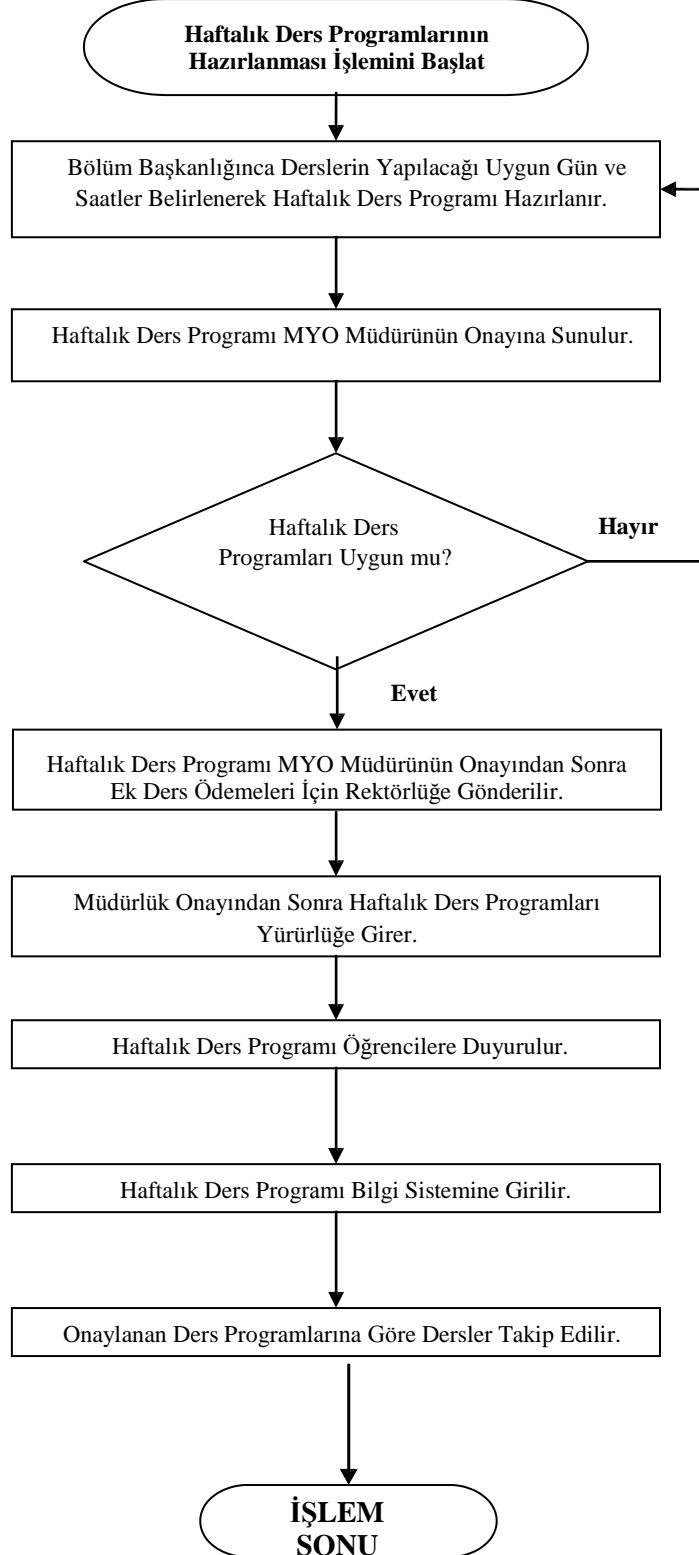 Haftalık Ders Programlarının
Hazırlanması İşlemini Başlat
Bölüm Başkanlığınca Derslerin Yapılacağı Uygun Gün ve
Saatler Belirlenerek Haftalık Ders Programı Hazırlanır.
Haftalık Ders Programı MYO Müdürünün Onayına Sunulur.
Haftalık Ders
Programları Uygun mu?
Hayır
Evet
Haftalık Ders Programı MYO Müdürünün Onayından Sonra
Ek Ders Ödemeleri İçin Rektörlüğe Gönderilir.
Müdürlük Onayından Sonra Haftalık Ders Programları
Yürürlüğe Girer.
Haftalık Ders Programı Öğrencilere Duyurulur.
Haftalık Ders Programı Bilgi Sistemine Girilir.
Onaylanan Ders Programlarına Göre Dersler Takip Edilir.
İŞLEM
SONU